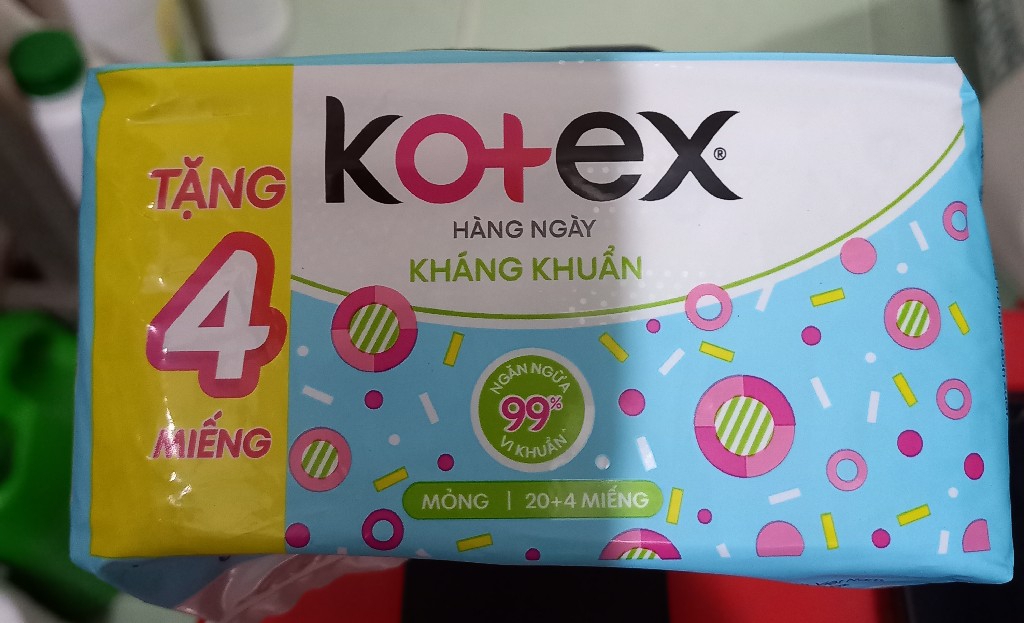 TẶNG
4
MIẾNG
kotex®
HÀNG NGÀY
KHÁNG KHUẨN
NGĂN NGỪA
99%
VI KHUẨN
MỎNG | 20+4 MIẾNG